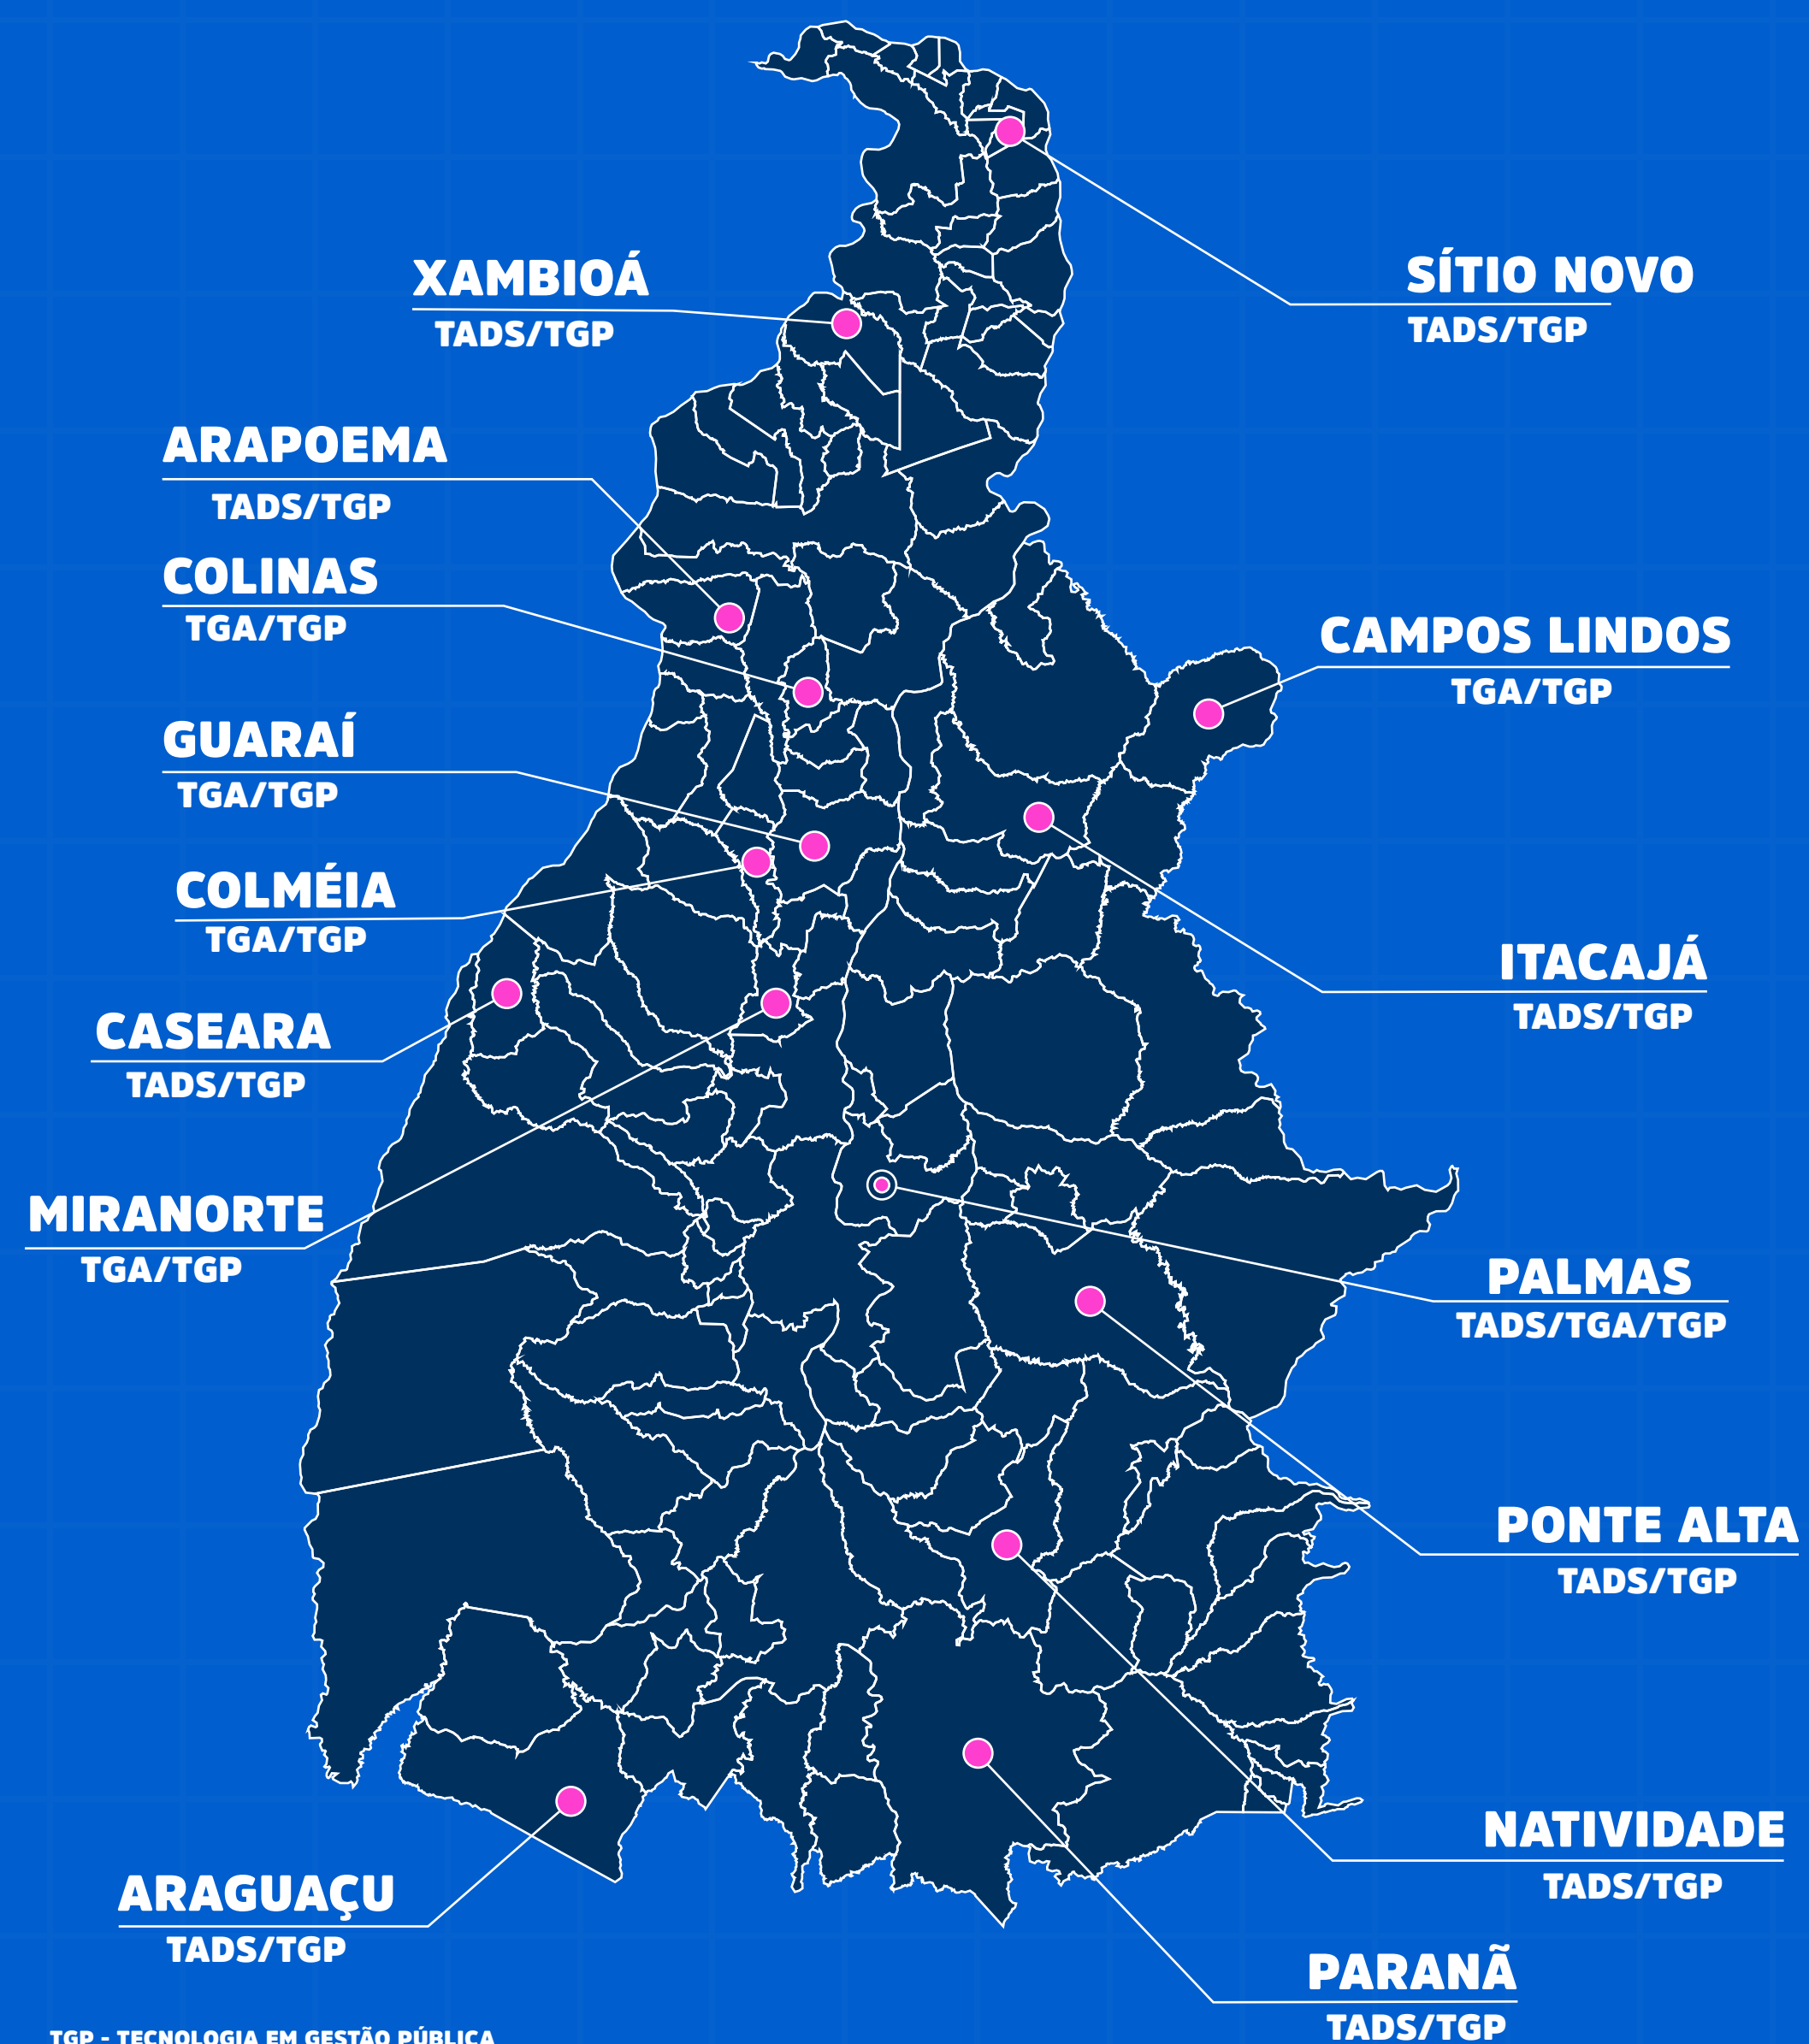 XAMBIOÁ
TADS/TGP
SÍTIO NOVO
TADS/TGP
ARAPOEMA
TADS/TGP
COLINAS
TGA/TGP
CAMPOS LINDOS
TGA/TGP
GUARAÍ
TGA/TGP
COLMÉIA
TGA/TGP
ITACAJÁ
TADS/TGP
CASEARA
TADS/TGP
MIRANORTE
TGA/TGP
PALMAS
TADS/TGA/TGP
PONTE ALTA
TADS/TGP
NATIVIDADE
TADS/TGP
ARAGUAÇU
TADS/TGP
PARANÃ
TADS/TGP
TGP - TECNOLOGIA EM GESTÃO PÚBLICA